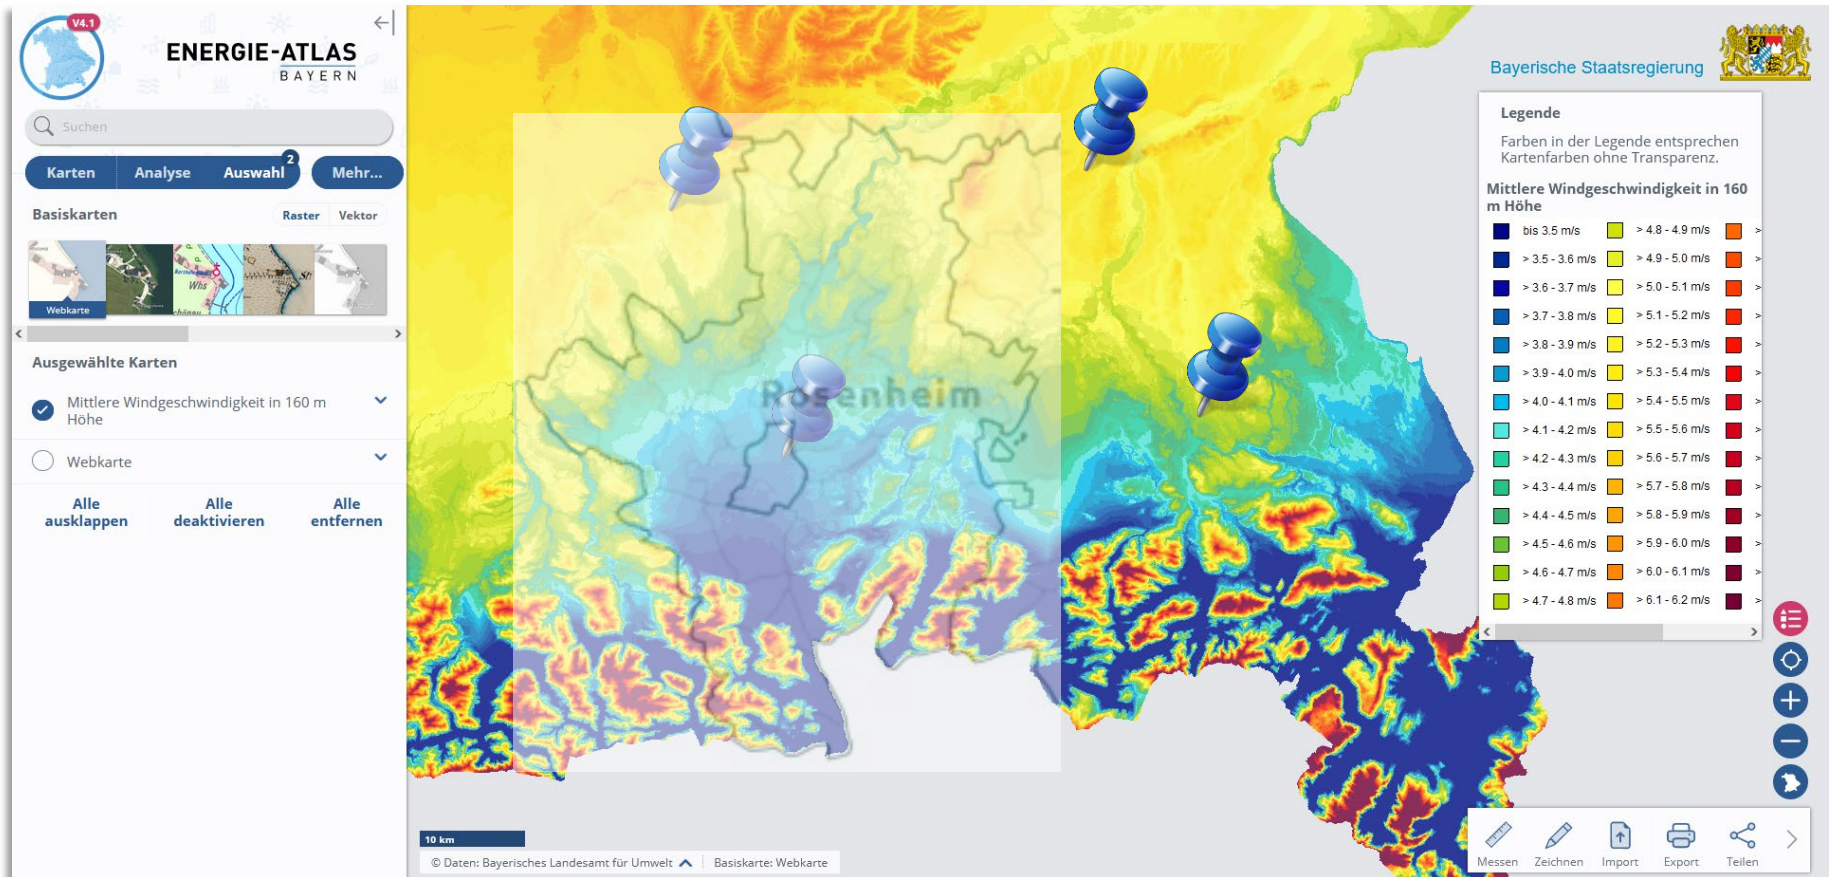 V4.1
ENERGIE-ATLAS
BAYERN
Suchen
Karten
Analyse
Auswahl
2
Mehr...
Basiskarten
Raster
Vektor
Whs
Webkarte
Ausgewählte Karten
Mittlere Windgeschwindigkeit in 160 m
Höhe
Webkarte
Alle
ausklappen
Alle
deaktivieren
Alle
entfernen
Rosenheim
10 km
© Daten: Bayerisches Landesamt für Umwelt
Basiskarte: Webkarte
Bayerische Staatsregierung
Legende
Farben in der Legende entsprechen
Kartenfarben ohne Transparenz.
Mittlere Windgeschwindigkeit in 160
m Höhe
bis 3.5 m/s > 4.8 - 4.9 m/s >
> 3.5 - 3.6 m/s > 4.9 - 5.0 m/s >
> 3.6 - 3.7 m/s > 5.0 - 5.1 m/s >
> 3.7 - 3.8 m/s > 5.1 - 5.2 m/s >
> 3.8 - 3.9 m/s > 5.2 - 5.3 m/s >
> 3.9 - 4.0 m/s > 5.3 - 5.4 m/s >
> 4.0 - 4.1 m/s > 5.4 - 5.5 m/s >
> 4.1 - 4.2 m/s > 5.5 - 5.6 m/s >
> 4.2 - 4.3 m/s > 5.6 - 5.7 m/s >
> 4.3 - 4.4 m/s > 5.7 - 5.8 m/s >
> 4.4 - 4.5 m/s > 5.8 - 5.9 m/s >
> 4.5 - 4.6 m/s > 5.9 - 6.0 m/s >
> 4.6 - 4.7 m/s > 6.0 - 6.1 m/s >
> 4.7 - 4.8 m/s > 6.1 - 6.2 m/s >
Messen
Zeichnen
Import
Export
Teilen